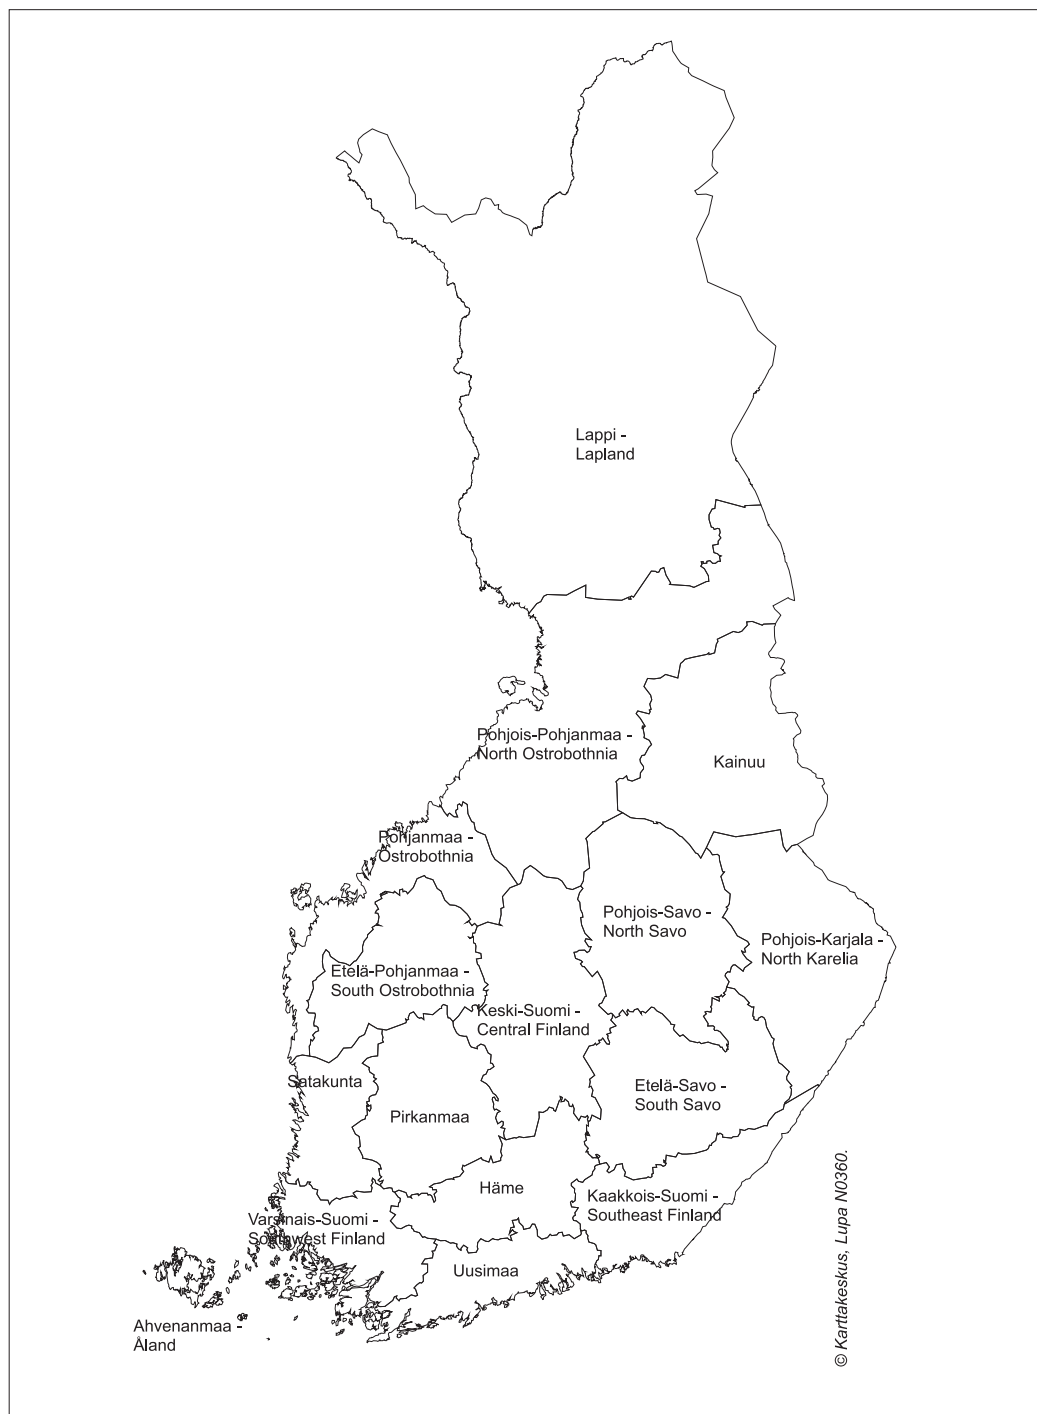 Lappi -
Lapland
Pohjois-Pohjanmaa -
North Ostrobothnia
Kainuu
Pohjanmaa -
Ostrobothnia
Pohjois-Savo -
North Savo
Pohjois-Karjala -
North Karelia
Etelä-Pohjanmaa -
South Ostrobothnia
Keski-Suomi -
Central Finland
Satakunta
Etelä-Savo -
South Savo
Pirkanmaa
Häme
Kaakkois-Suomi -
Southeast Finland
Varsinais-Suomi -
Southwest Finland
Uusimaa
Ahvenanmaa -
Åland
© Karttakeskus, Lupa N0360.